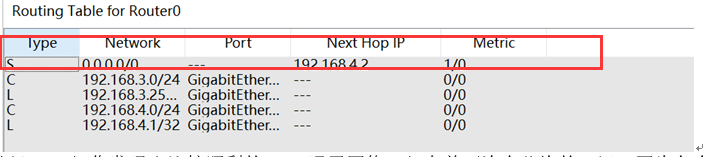 Routing Table for Router0
Type Network Port Next Hop IP Metric
S 0.0.0.0/0 --- 192.168.4.2 1/0
C 192.168.3.0/24 GigabitEther... --- 0/0
L 192.168.3.25... GigabitEther... --- 0/0
C 192.168.4.0/24 GigabitEther... --- 0/0
L 192.168.4.1/32 GigabitEther... --- 0/0